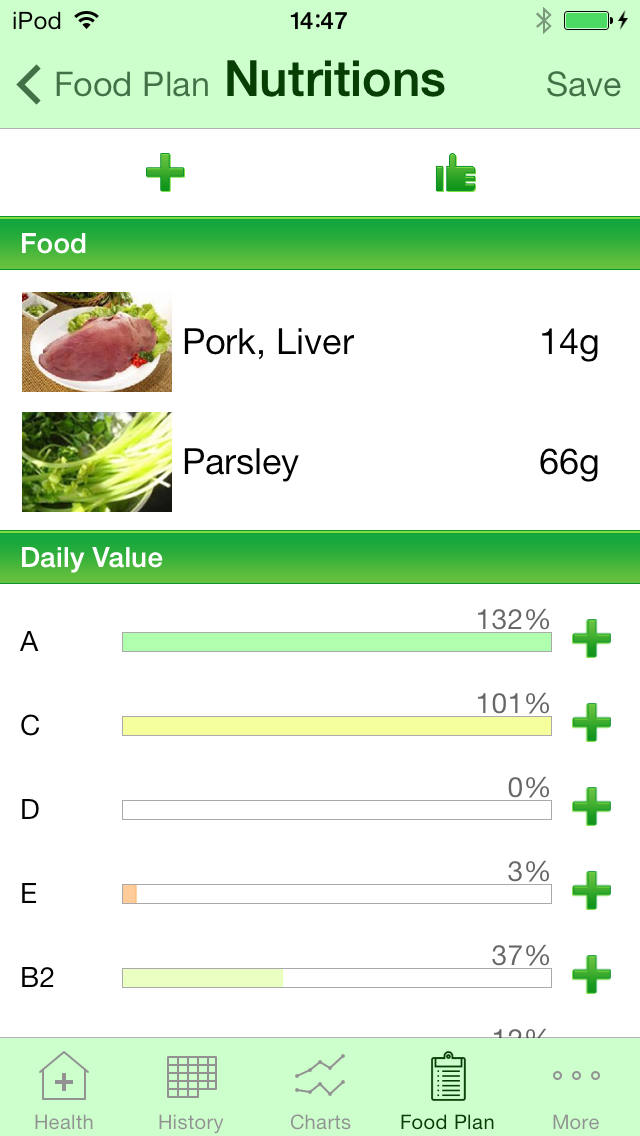 iPod 14:47
Food Plan Nutritions Save
Food
Pork, Liver 14g
Parsley 66g
Daily Value
132%
A
101%
C
0%
D
3%
E
37%
B2
Health History Charts Food Plan More